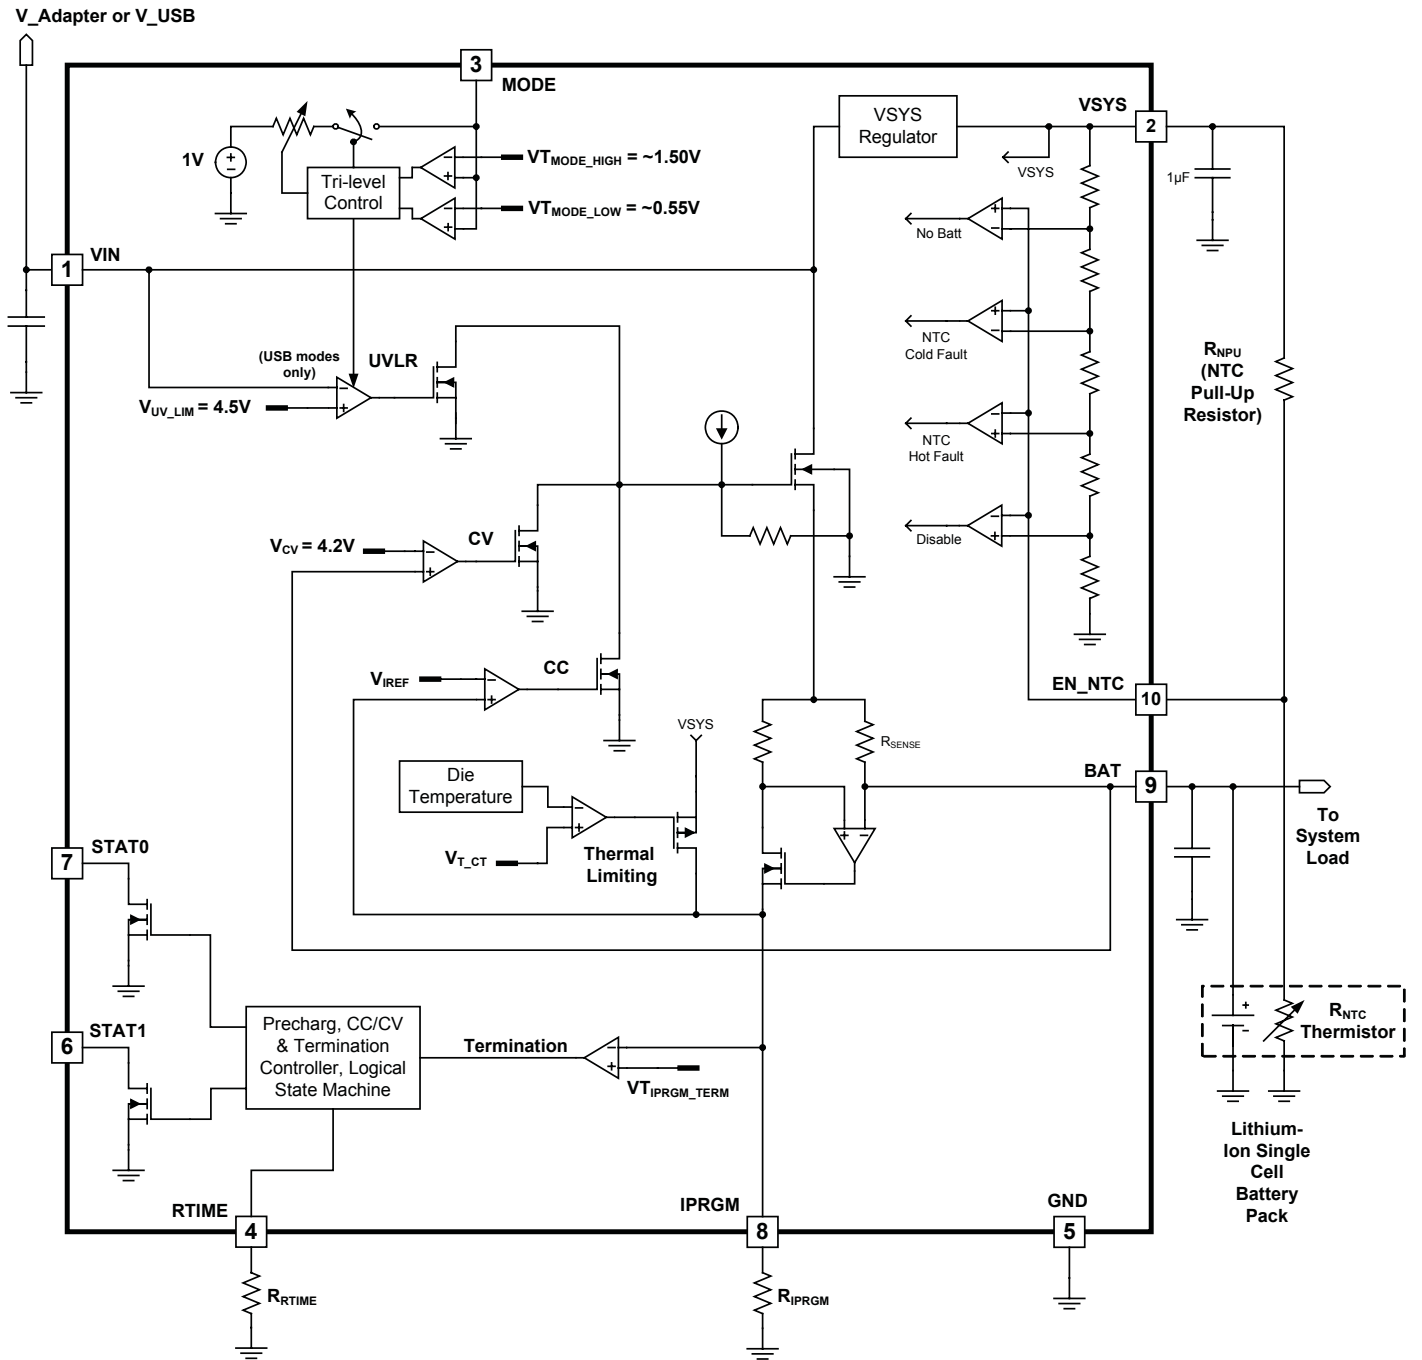 V_Adapter or V_USB
3
MODE
1V
Tri-level
Control
VT_MODE_HIGH = ~1.50V
VT_MODE_LOW = ~0.55V
VSYS
Regulator
VSYS
2
VSYS
1µF
No Batt
NTC
Cold Fault
NTC
Hot Fault
Disable
R_NPU
(NTC
Pull-Up
Resistor)
VIN
1
(USB modes
only)
UVLR
V_UV_LIM = 4.5V
CV
V_CV = 4.2V
CC
V_IREF
VSYS
R_SENSE
EN_NTC
10
BAT
9
To
System
Load
Die
Temperature
V_T_CT
Thermal
Limiting
STAT0
7
STAT1
6
Precharg, CC/CV
& Termination
Controller, Logical
State Machine
Termination
VT_IPRGM_TERM
+
−
R_NTC
Thermistor
Lithium-
Ion Single
Cell
Battery
Pack
RTIME
4
R_RTIME
IPRGM
8
R_IPRGM
GND
5